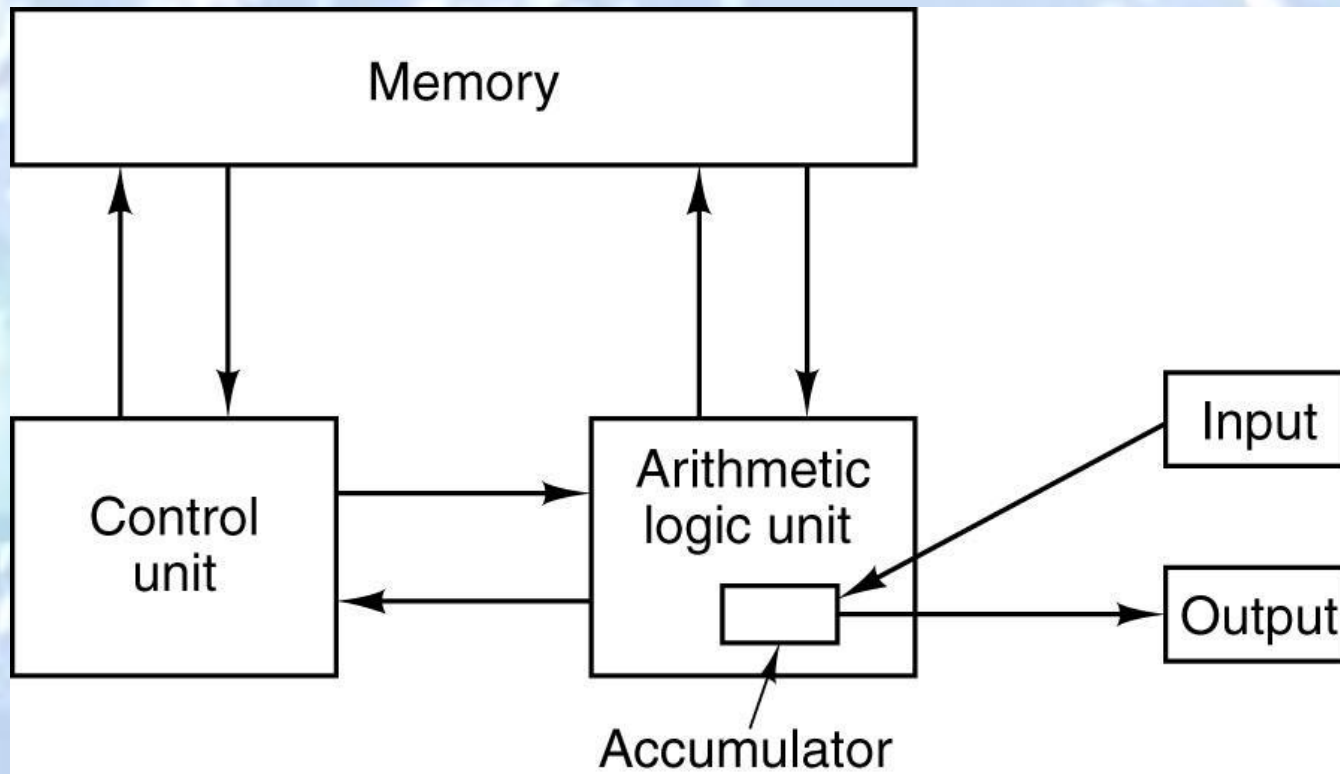 Memory
Control
unit
Arithmetic
logic unit
Input
Output
Accumulator